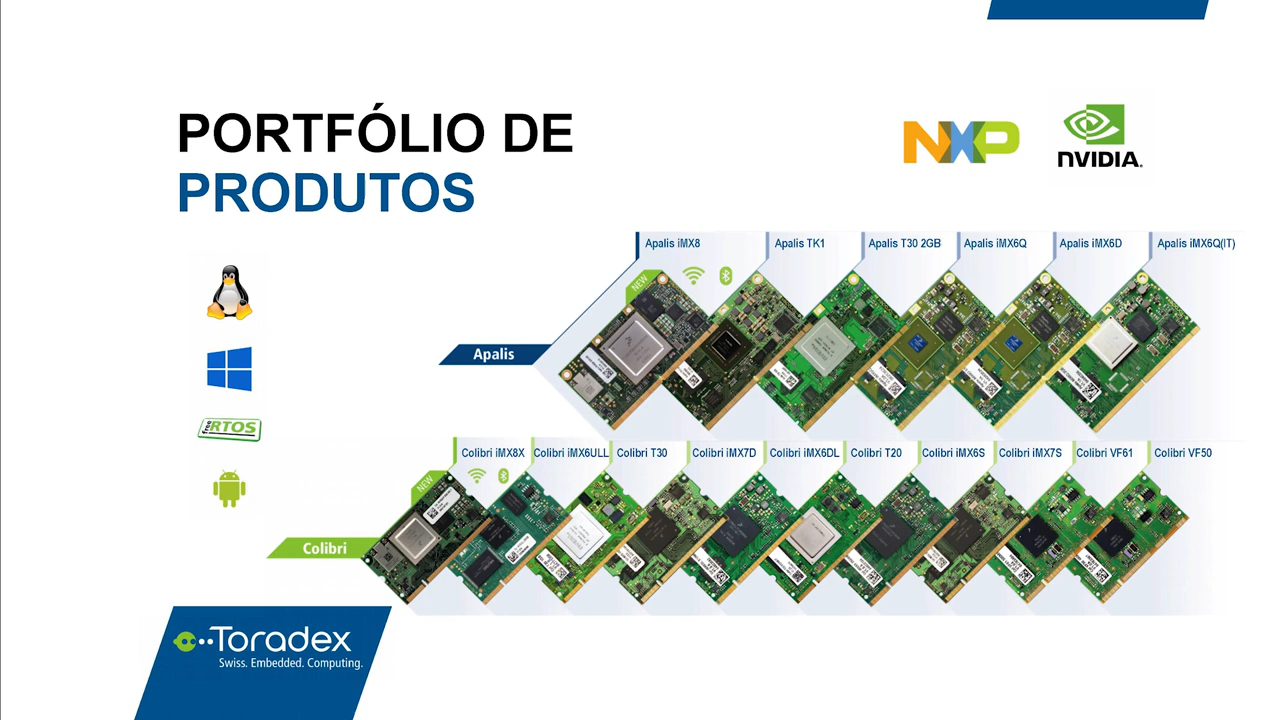 PORTFÓLIO DE
PRODUTOS
NXP
NVIDIA.
Apalis iMX8
Apalis TK1
Apalis T30 2GB
Apalis iMX6Q
Apalis iMX6D
Apalis iMX6Q(IT)
NEW
Apalis
free RTOS
Colibri iMX8X
Colibri iMX6ULL
Colibri T30
Colibri iMX7D
Colibri iMX6DL
Colibri T20
Colibri iMX6S
Colibri iMX7S
Colibri VF61
Colibri VF50
NEW
Colibri
Toradex
Swiss. Embedded. Computing.